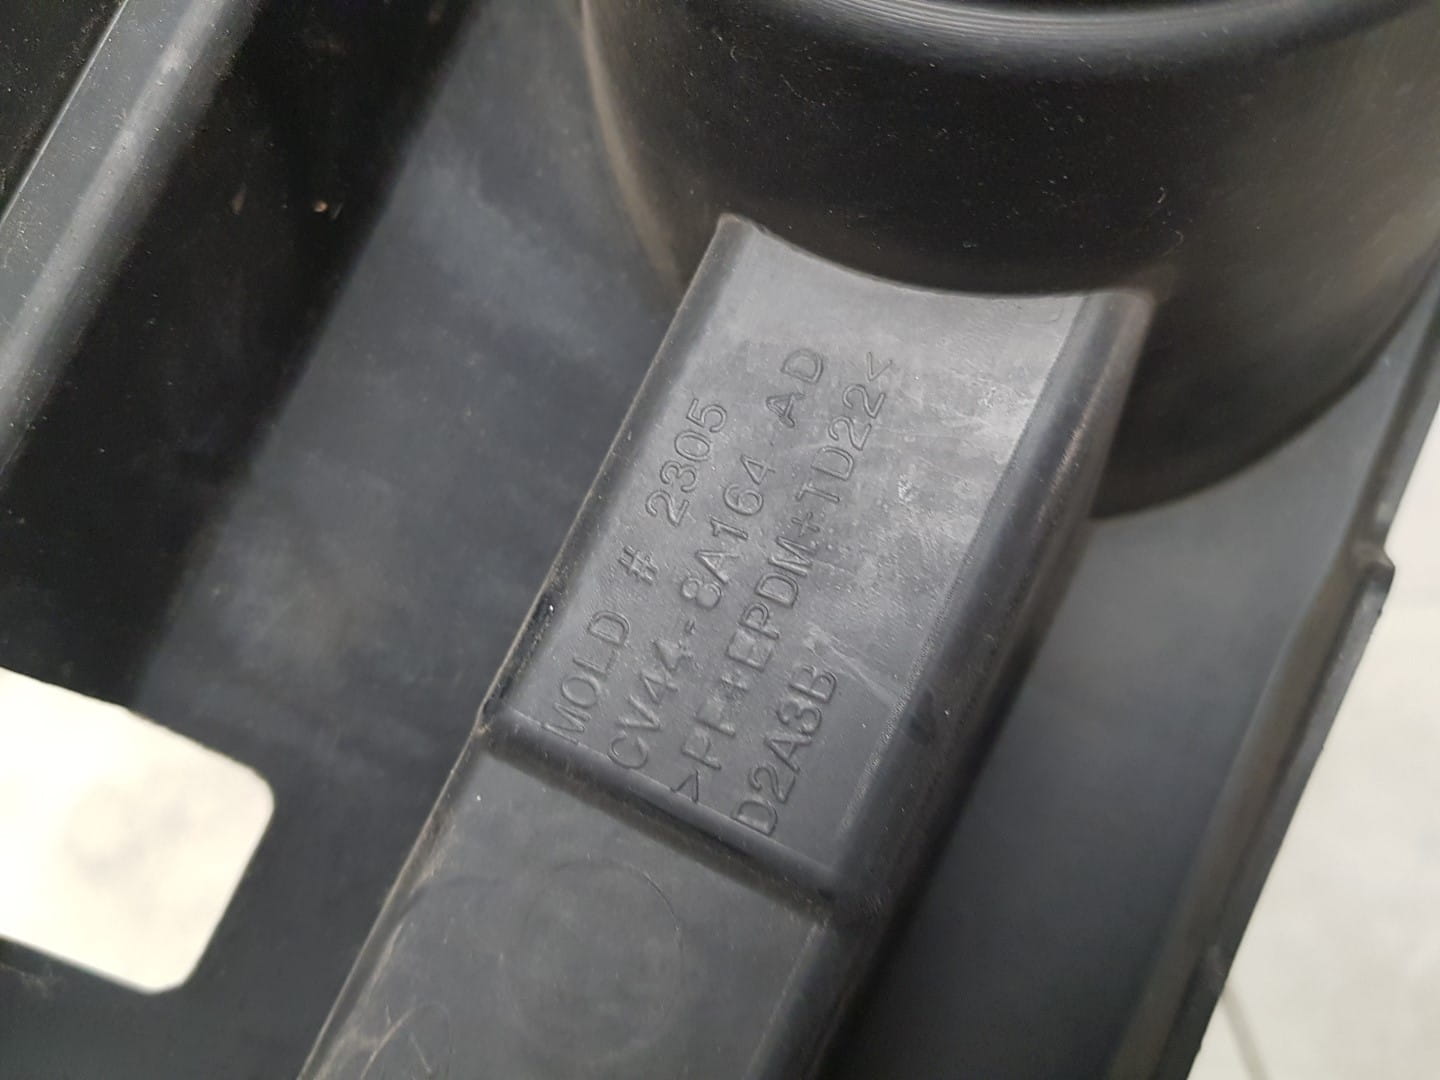 MOLD # 2305
CV44-8A164-AD
>PP+EPDM+TD22<
D2A3B